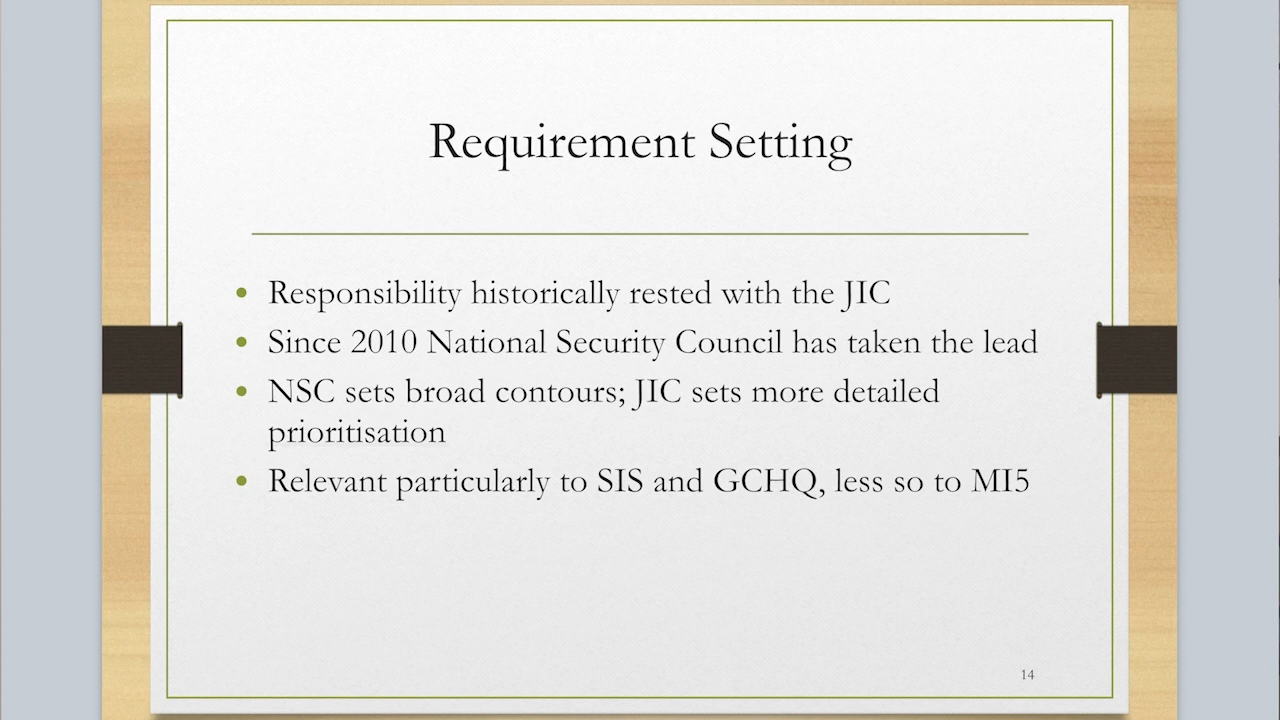 Requirement Setting
• Responsibility historically rested with the JIC
• Since 2010 National Security Council has taken the lead
• NSC sets broad contours; JIC sets more detailed
prioritisation
• Relevant particularly to SIS and GCHQ, less so to MI5
14